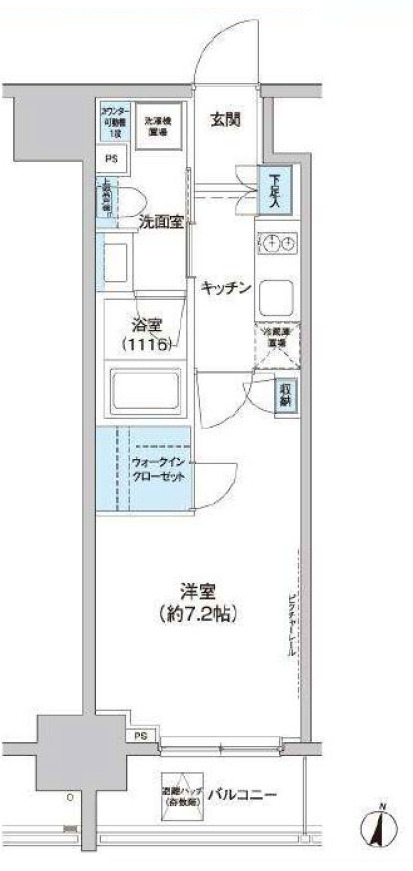 カウンター
可動棚
1段
洗濯機
置場
玄関
PS
下足入
上部吊戸棚
洗面室
キッチン
浴室
(1116)
冷蔵庫
置場
収納
ウォークイン
クローゼット
洋室
(約7.2帖)
ピクチャーレール
PS
避難ハッチ
バルコニー
N